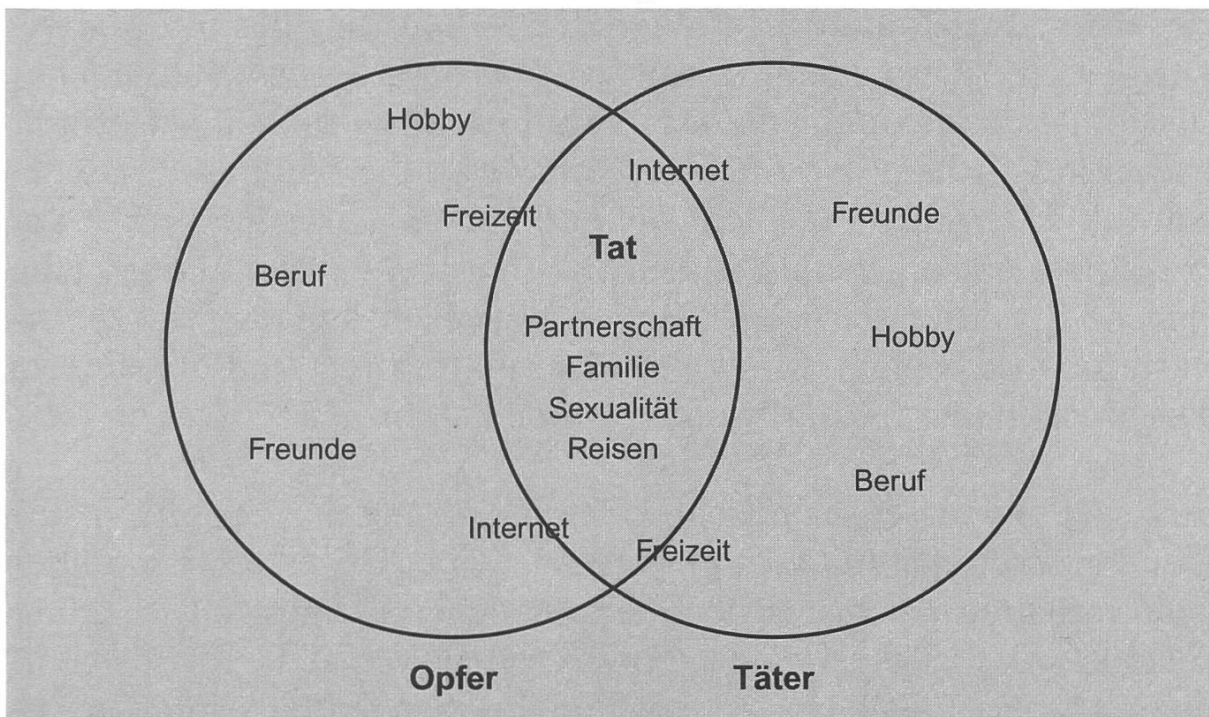 Hobby
Internet
Freizeit
Freunde
Tat
Beruf
Partnerschaft
Hobby
Familie
Sexualität
Freunde
Reisen
Beruf
Internet
Freizeit
Opfer Täter